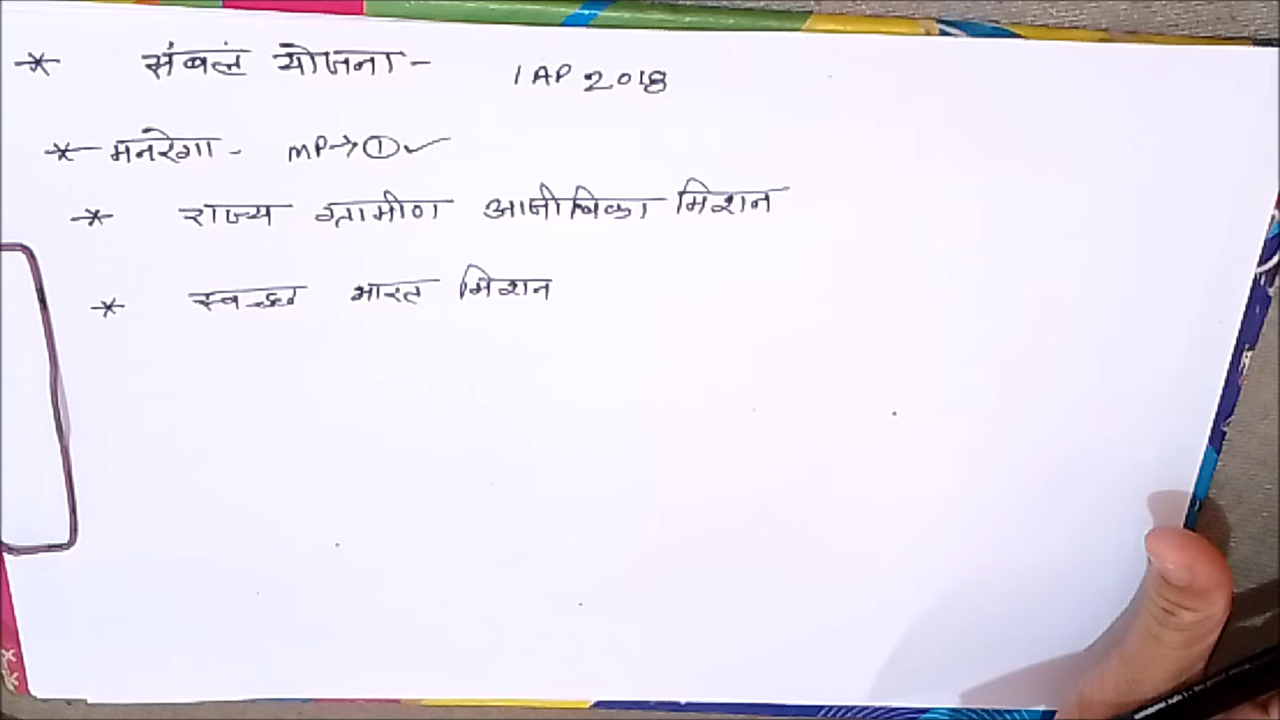 * संबल योजना - 1 AP 2018
* मनरेगा - MP → ① ✓
* राज्य ग्रामीण आजीविका मिशन
* स्वच्छ भारत मिशन